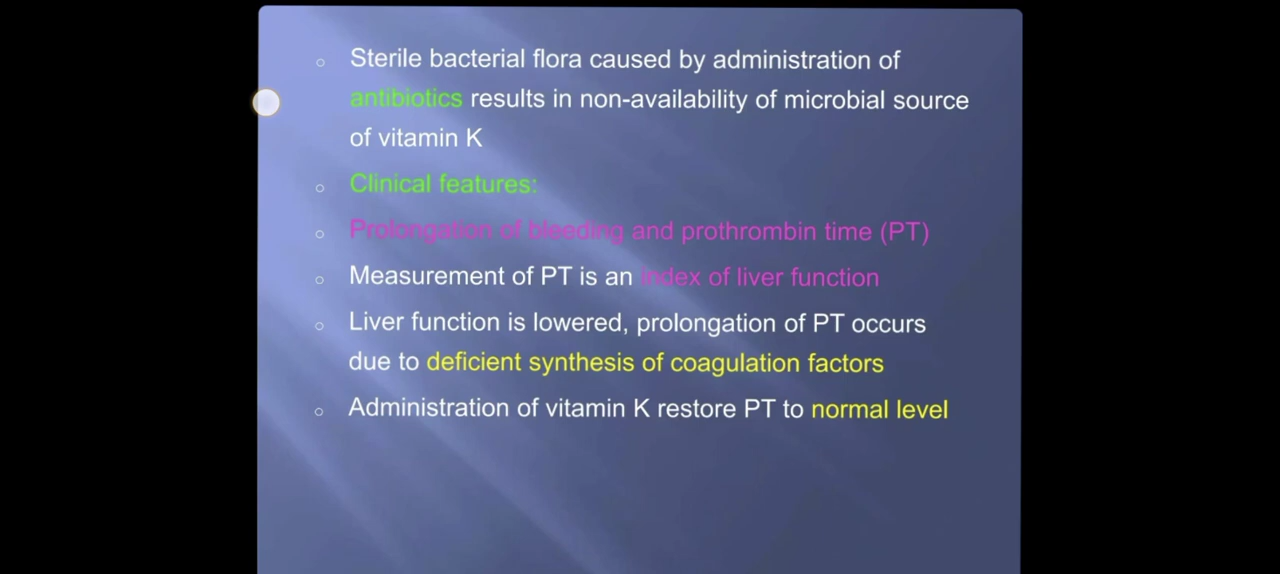 Sterile bacterial flora caused by administration of
antibiotics results in non-availability of microbial source
of vitamin K
Clinical features:
Prolongation of bleeding and prothrombin time (PT)
Measurement of PT is an index of liver function
Liver function is lowered, prolongation of PT occurs
due to deficient synthesis of coagulation factors
Administration of vitamin K restore PT to normal level